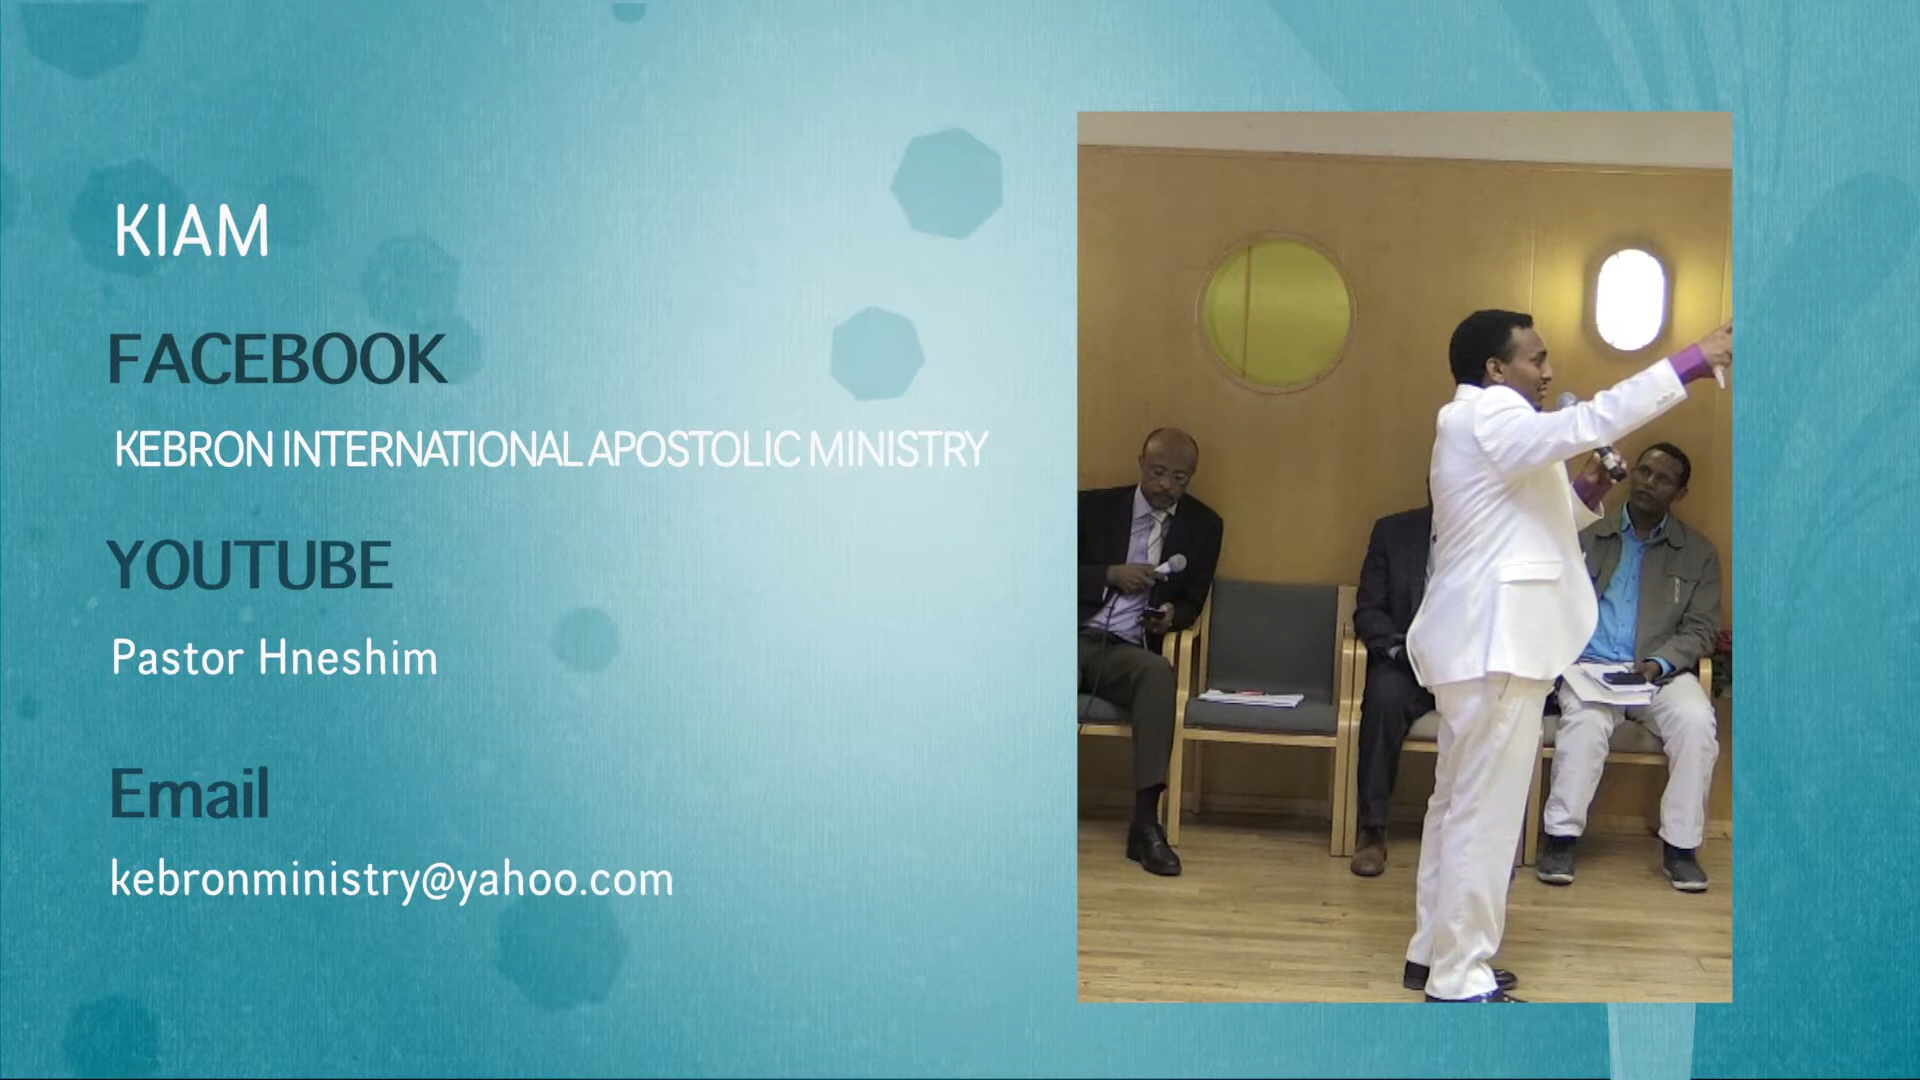 KIAM
FACEBOOK
KEBRON INTERNATIONAL APOSTOLIC MINISTRY
YOUTUBE
Pastor Hneshim
Email
kebronministry@yahoo.com